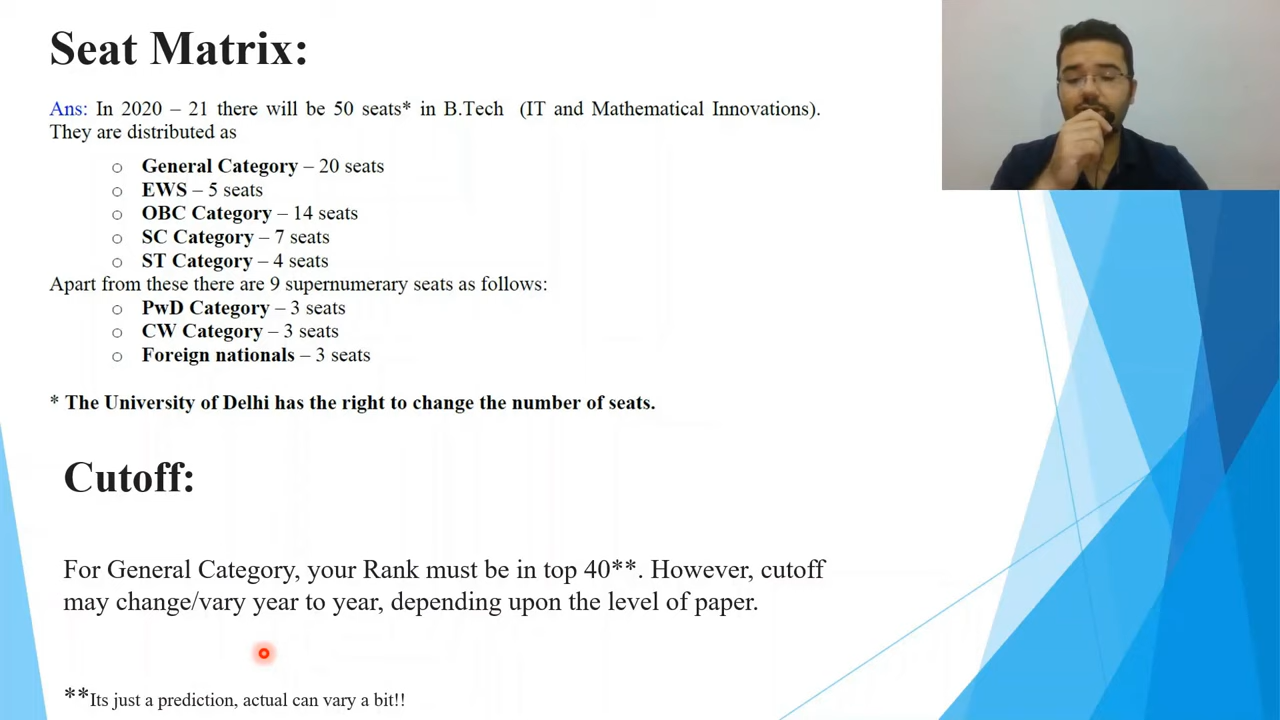 Seat Matrix:
Ans: In 2020 – 21 there will be 50 seats* in B.Tech (IT and Mathematical Innovations).
They are distributed as
○ General Category – 20 seats
○ EWS – 5 seats
○ OBC Category – 14 seats
○ SC Category – 7 seats
○ ST Category – 4 seats
Apart from these there are 9 supernumerary seats as follows:
○ PwD Category – 3 seats
○ CW Category – 3 seats
○ Foreign nationals – 3 seats
* The University of Delhi has the right to change the number of seats.
Cutoff:
For General Category, your Rank must be in top 40**. However, cutoff
may change/vary year to year, depending upon the level of paper.
**Its just a prediction, actual can vary a bit!!